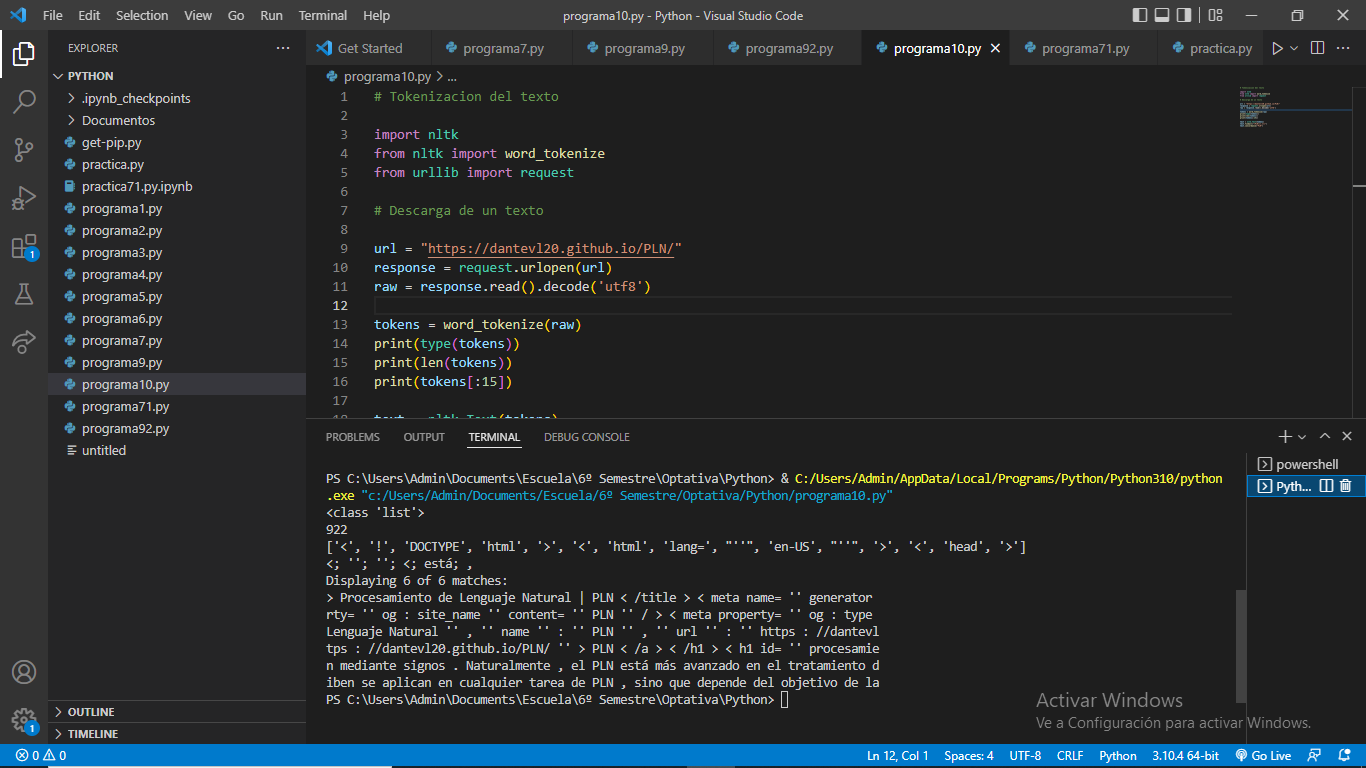 File Edit Selection View Go Run Terminal Help programa10.py - Python - Visual Studio Code
EXPLORER
Get Started programa7.py programa9.py programa92.py programa10.py programa71.py practica.py
PYTHON
.ipynb_checkpoints
Documentos
get-pip.py
practica.py
practica71.py.ipynb
programa1.py
programa2.py
programa3.py
programa4.py
programa5.py
programa6.py
programa7.py
programa9.py
programa10.py
programa71.py
programa92.py
untitled
OUTLINE
TIMELINE
programa10.py > ...
1 # Tokenizacion del texto
2
3 import nltk
4 from nltk import word_tokenize
5 from urllib import request
6
7 # Descarga de un texto
8
9 url = "https://dantevl20.github.io/PLN/"
10 response = request.urlopen(url)
11 raw = response.read().decode('utf8')
12
13 tokens = word_tokenize(raw)
14 print(type(tokens))
15 print(len(tokens))
16 print(tokens[:15])
17
18 text = nltk.Text(tokens)
PROBLEMS OUTPUT TERMINAL DEBUG CONSOLE
PS C:\Users\Admin\Documents\Escuela\6º Semestre\Optativa\Python> & C:/Users/Admin/AppData/Local/Programs/Python/Python310/python
.exe "c:/Users/Admin/Documents/Escuela/6º Semestre/Optativa/Python/programa10.py"
<class 'list'>
922
['<', '!', 'DOCTYPE', 'html', '>', '<', 'html', 'lang=', "''", 'en-US', "''", '>', '<', 'head', '>']
<; ''; ''; <; está; ,
Displaying 6 of 6 matches:
> Procesamiento de Lenguaje Natural | PLN < /title > < meta name= '' generator
rty= '' og : site_name '' content= '' PLN '' / > < meta property= '' og : type
Lenguaje Natural '' , '' name '' : '' PLN '' , '' url '' : '' https : //dantevl
tps : //dantevl20.github.io/PLN/ '' > PLN < /a > < /h1 > < h1 id= '' procesamie
n mediante signos . Naturalmente , el PLN está más avanzado en el tratamiento d
iben se aplican en cualquier tarea de PLN , sino que depende del objetivo de la
PS C:\Users\Admin\Documents\Escuela\6º Semestre\Optativa\Python>
powershell
Pyth...
Activar Windows
Ve a Configuración para activar Windows.
1
1
0 0 Ln 12, Col 1 Spaces: 4 UTF-8 CRLF Python 3.10.4 64-bit Go Live